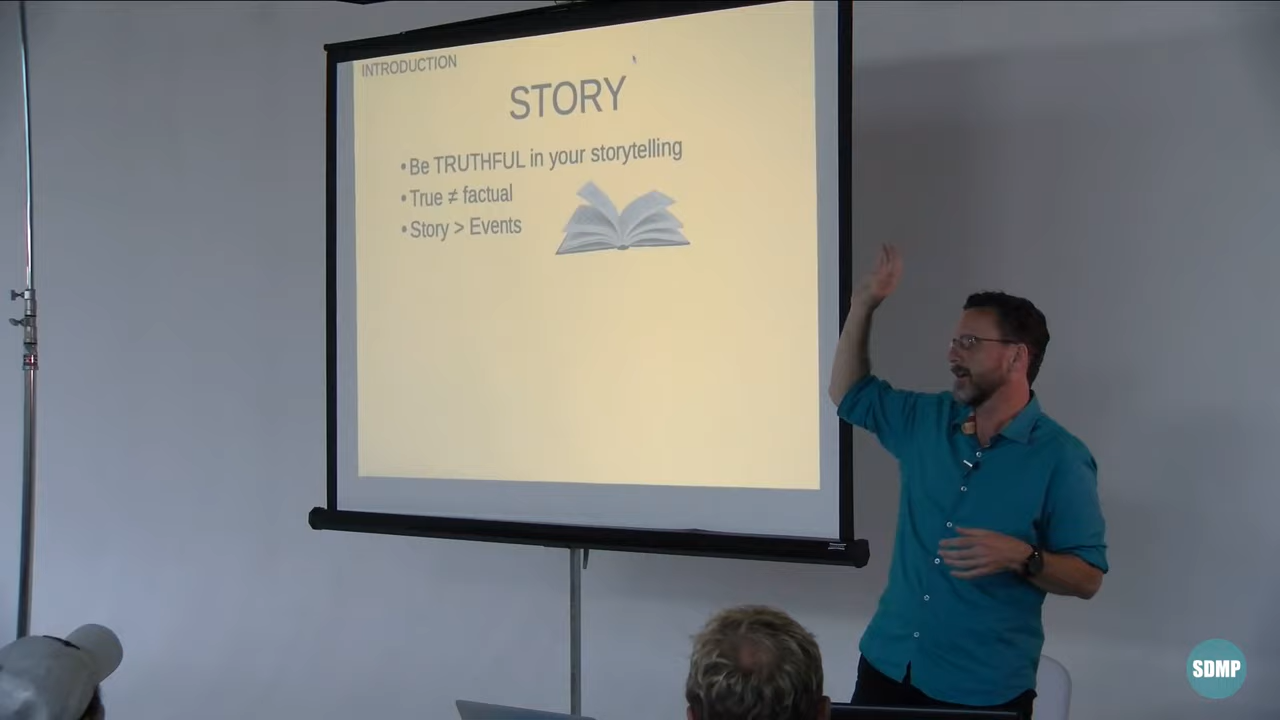 INTRODUCTION
STORY
• Be TRUTHFUL in your storytelling
• True ≠ factual
• Story > Events
SDMP